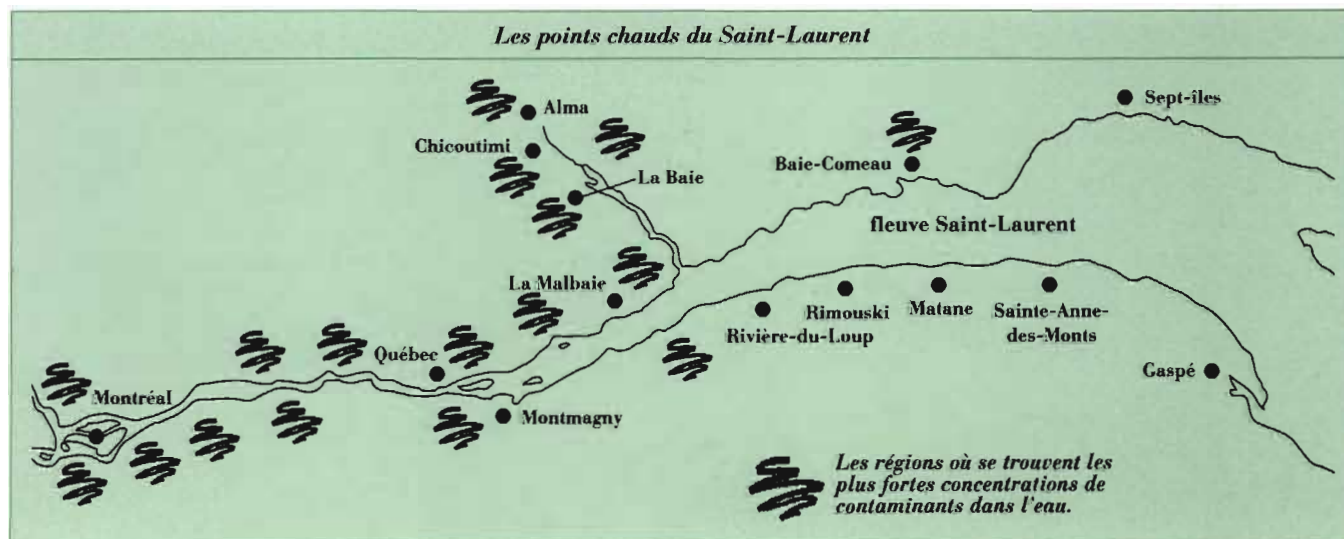 Les points chauds du Saint-Laurent
Alma
Sept-îles
Chicoutimi
La Baie
Baie-Comeau
fleuve Saint-Laurent
La Malbaie
Rivière-du-Loup
Rimouski
Matane
Sainte-Anne-
des-Monts
Québec
Gaspé
Montréal
Montmagny
Les régions où se trouvent les
plus fortes concentrations de
contaminants dans l'eau.